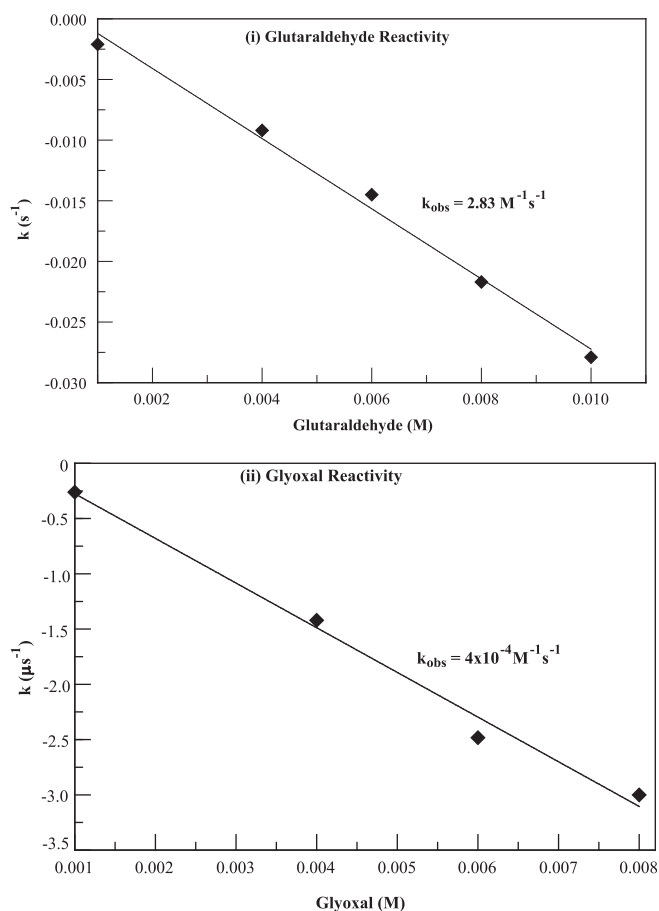 (i) Glutaraldehyde Reactivity
0.000
-0.005
-0.010
-0.015
-0.020
-0.025
-0.030
k (s⁻¹)
k_obs = 2.83 M⁻¹s⁻¹
0.002 0.004 0.006 0.008 0.010
Glutaraldehyde (M)
(ii) Glyoxal Reactivity
0
-0.5
-1.0
-1.5
-2.0
-2.5
-3.0
-3.5
k (µs⁻¹)
k_obs = 4x10⁻⁴M⁻¹s⁻¹
0.001 0.002 0.003 0.004 0.005 0.006 0.007 0.008
Glyoxal (M)